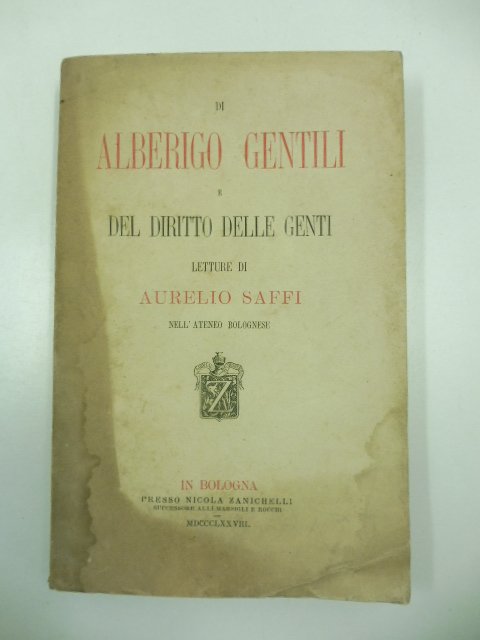 DI
ALBERIGO GENTILI
E
DEL DIRITTO DELLE GENTI
LETTURE DI
AURELIO SAFFI
NELL'ATENEO BOLOGNESE
IN BOLOGNA
PRESSO NICOLA ZANICHELLI
SUCCESSORE ALLI MARSIGLI E ROCCHI
MDCCCLXXVIII.